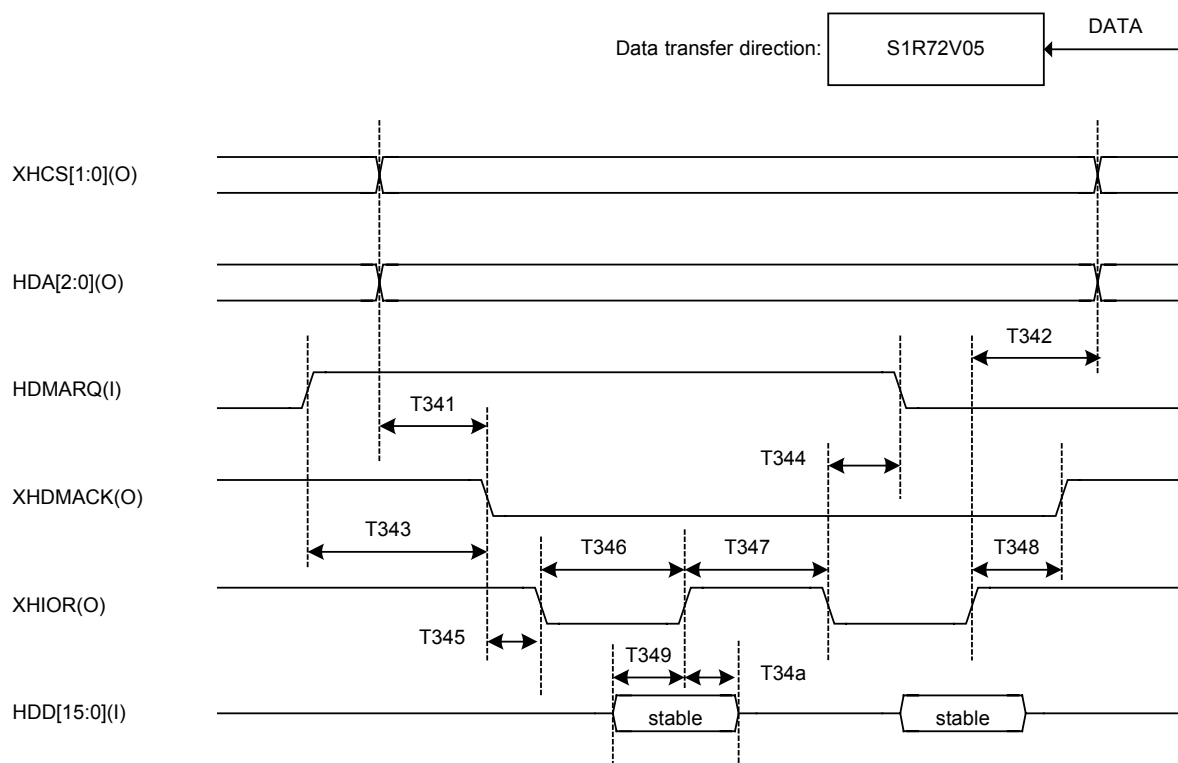 DATA
Data transfer direction: S1R72V05
XHCS[1:0](O)
HDA[2:0](O)
T342
HDMARQ(I)
T341
T344
XHDMACK(O)
T343 T346 T347 T348
XHIOR(O)
T345 T349 T34a
HDD[15:0](I) stable stable